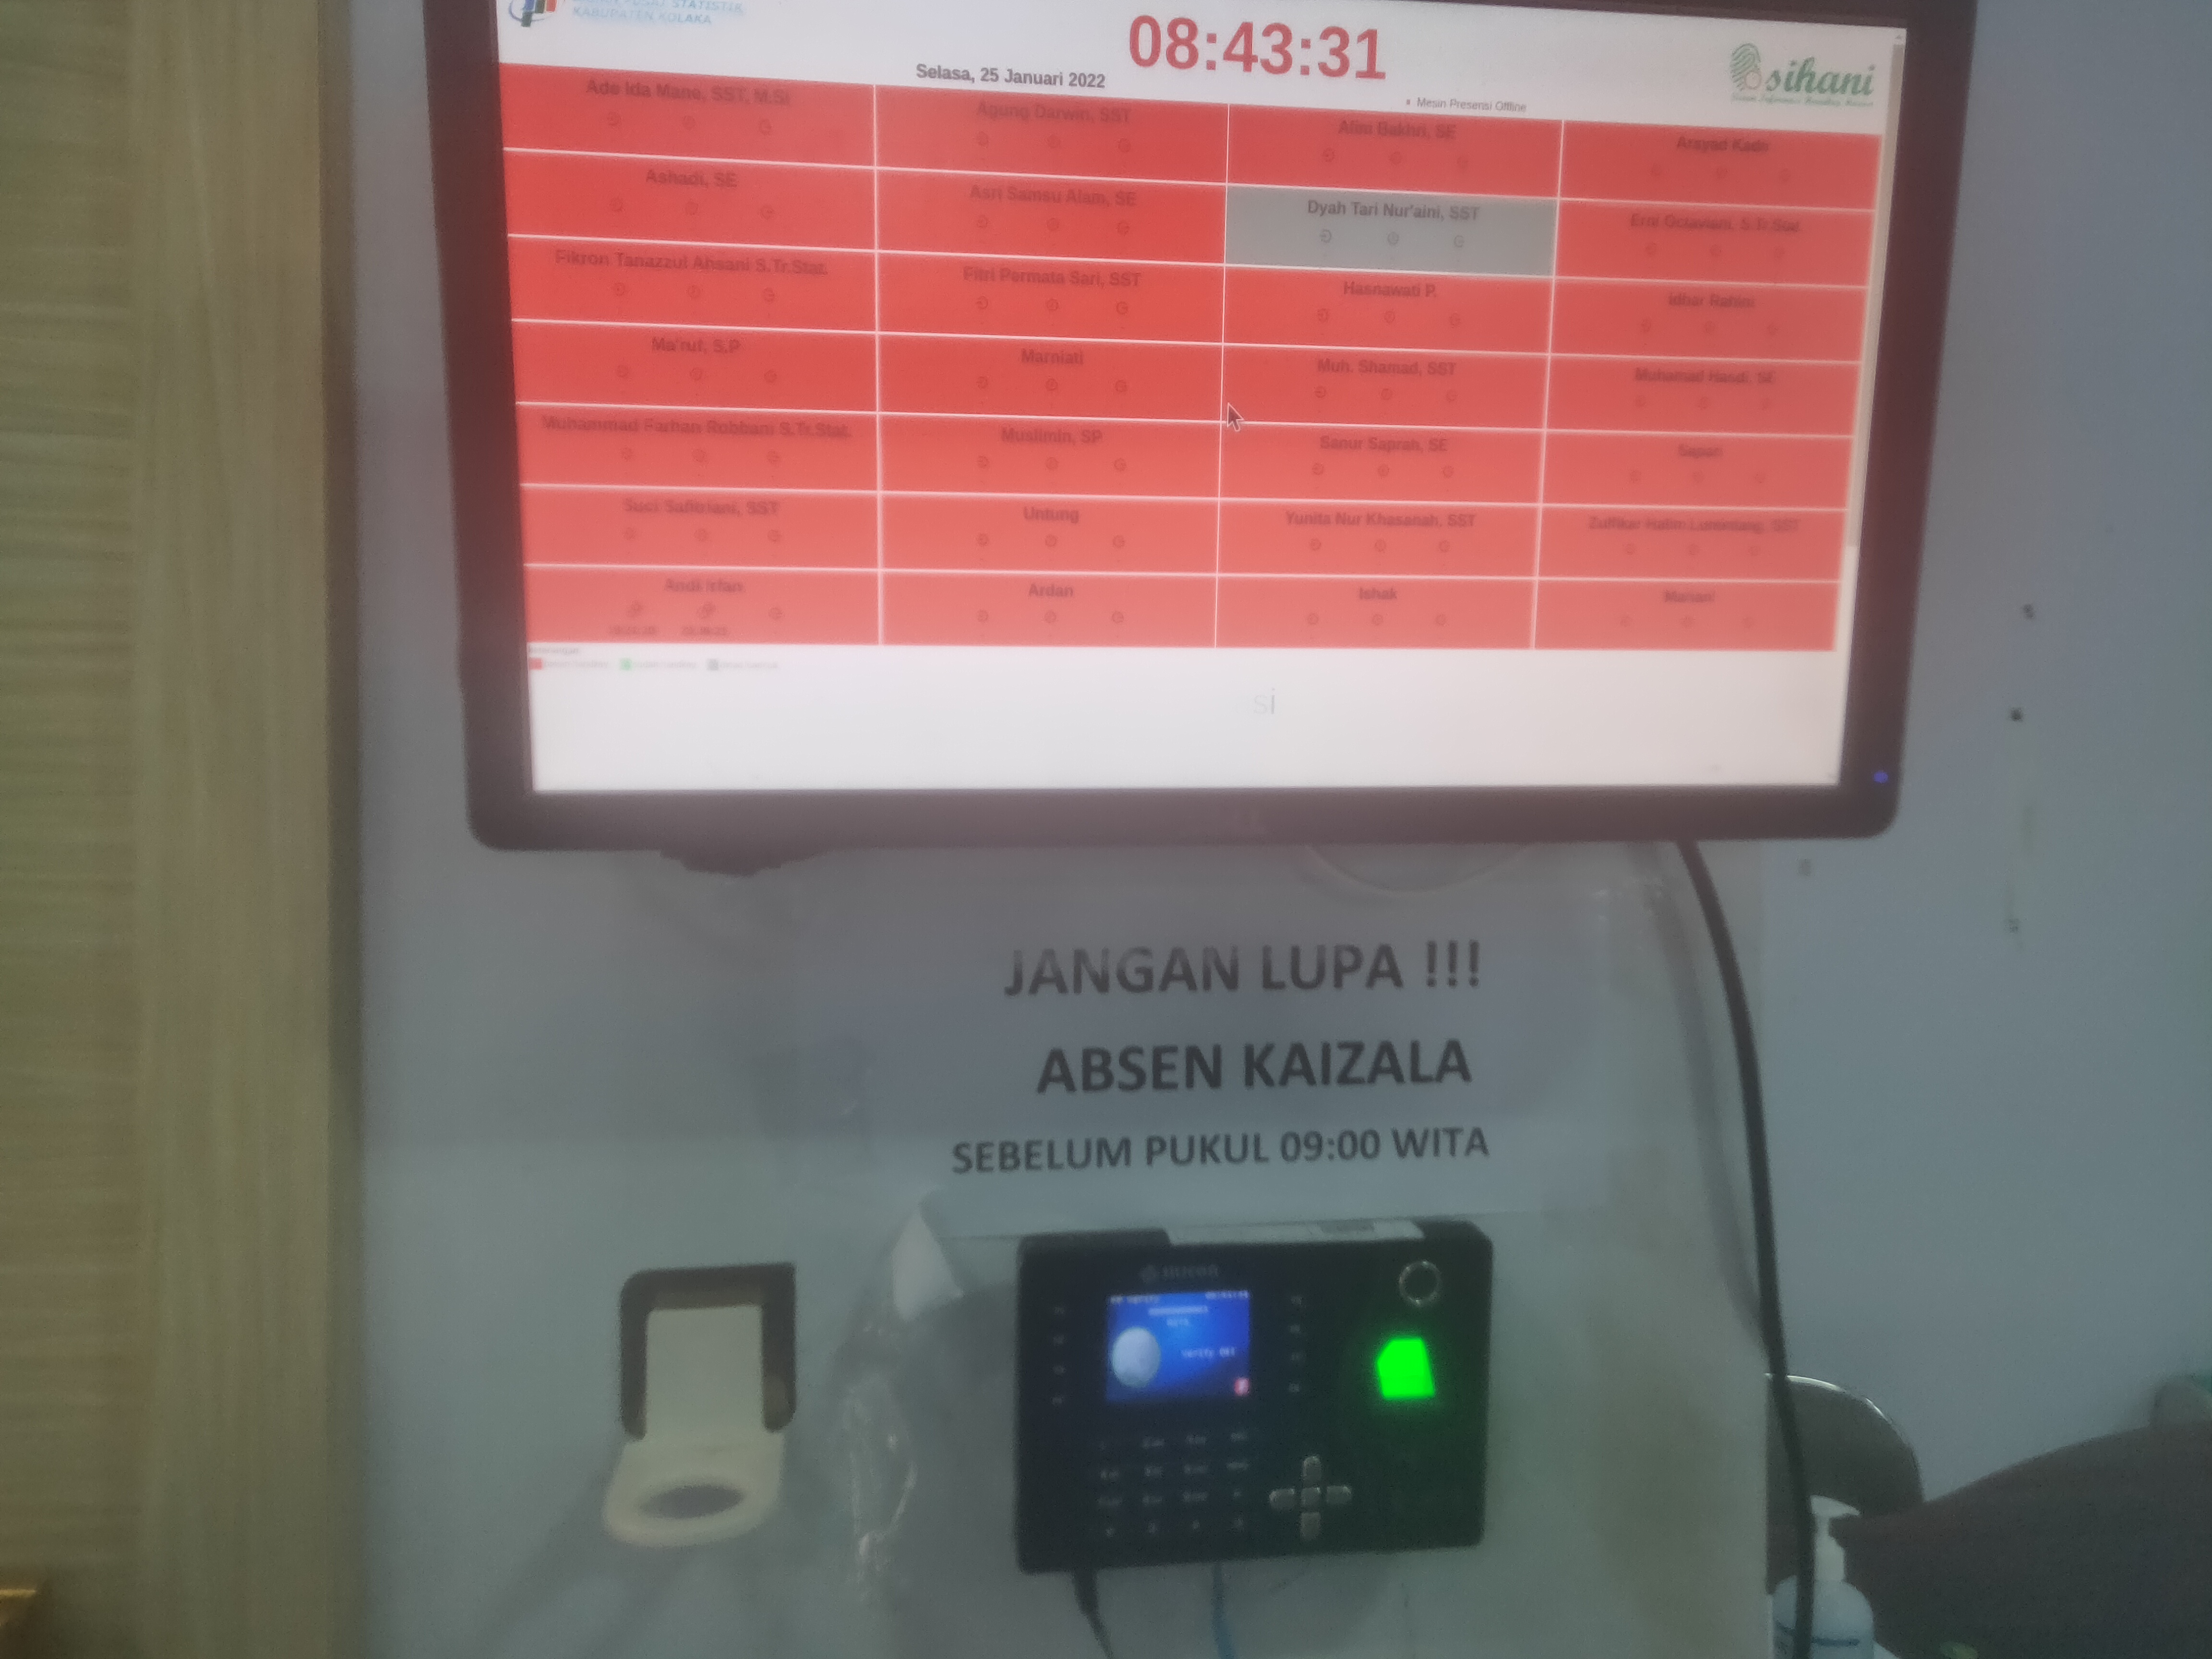 STATISTIK
KABUPATEN KOLAKA
08:43:31
Selasa, 25 Januari 2022
sihani
× Mesin Presensi Offline
Ade Ida Mane, SST, M.Si
Agung Darwin, SST
Alim Bakhri, SE
Arsyad Kade
Ashadi, SE
Asri Samsu Alam, SE
Dyah Tari Nur'aini, SST
Erni Octaviani, S.Tr.Stat.
Fikron Tanazzul Ahsani S.Tr.Stat.
Fitri Permata Sari, SST
Hasnawati P.
Idhar Rahim
Ma'ruf, S.P
Marniati
Muh. Shamad, SST
Muhamad Handi, SE
Muhammad Farhan Robbani S.Tr.Stat.
Muslimin, SP
Sanur Saprah, SE
Sapan
Suci Safitriani, SST
Untung
Yunita Nur Khasanah, SST
Zulfikar Halim Lumintang, SST
Andi Irfan
Ardan
Ishak
Mariani
si
JANGAN LUPA !!!
ABSEN KAIZALA
SEBELUM PUKUL 09:00 WITA